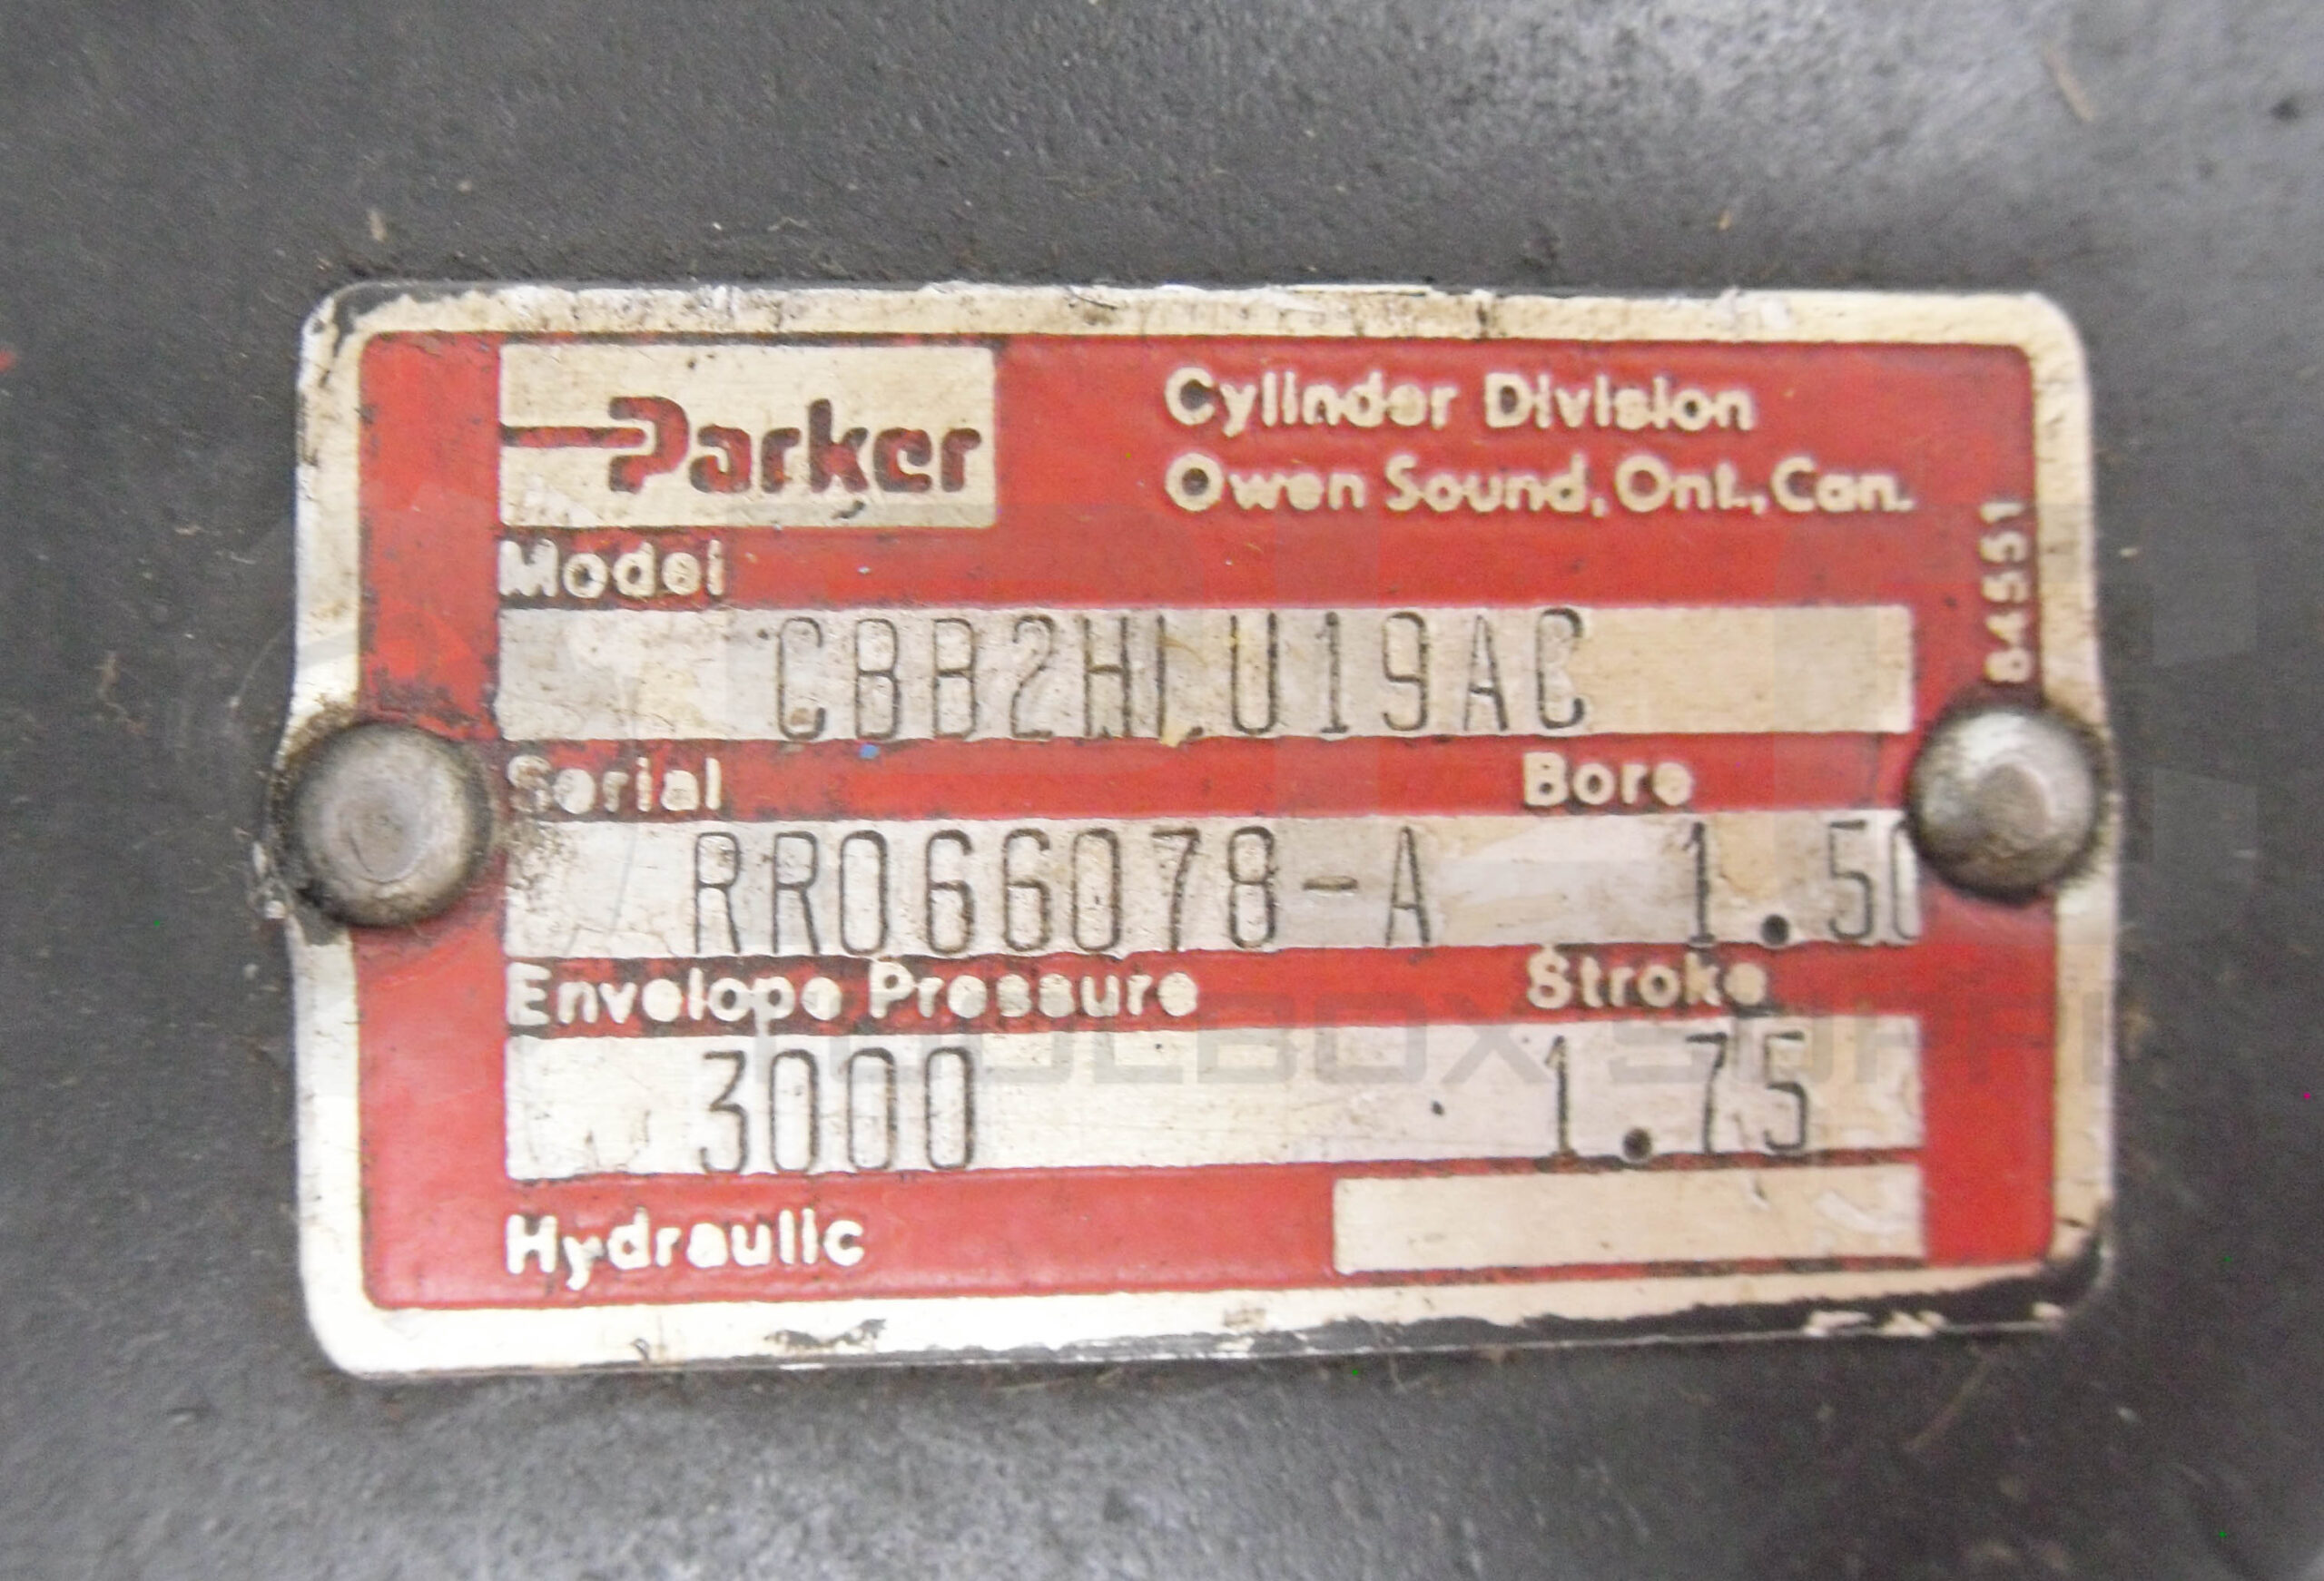 Parker
Cylinder Division
Owen Sound, Ont., Can.
84551
Model
CBB2HLU19AC
Serial
Bore
RR066078-A
1.50
Envelope Pressure
Stroke
3000
1.75
Hydraulic